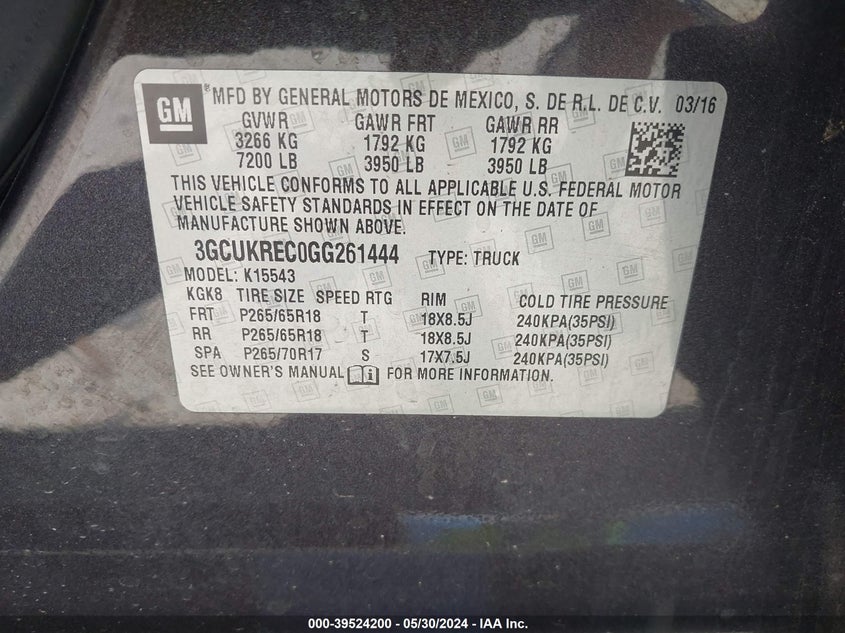 GM ® MFD BY GENERAL MOTORS DE MEXICO, S. DE R.L. DE C.V. 03/16
GVWR GAWR FRT GAWR RR
3266 KG 1792 KG 1792 KG
7200 LB 3950 LB 3950 LB
THIS VEHICLE CONFORMS TO ALL APPLICABLE U.S. FEDERAL MOTOR
VEHICLE SAFETY STANDARDS IN EFFECT ON THE DATE OF
MANUFACTURE SHOWN ABOVE.
3GCUKREC0GG261444 TYPE: TRUCK
MODEL: K15543
KGK8 TIRE SIZE SPEED RTG RIM COLD TIRE PRESSURE
FRT P265/65R18 T 18X8.5J 240KPA(35PSI)
RR P265/65R18 T 18X8.5J 240KPA(35PSI)
SPA P265/70R17 S 17X7.5J 240KPA(35PSI)
SEE OWNER'S MANUAL FOR MORE INFORMATION.
000-39524200 - 05/30/2024 - IAA Inc.